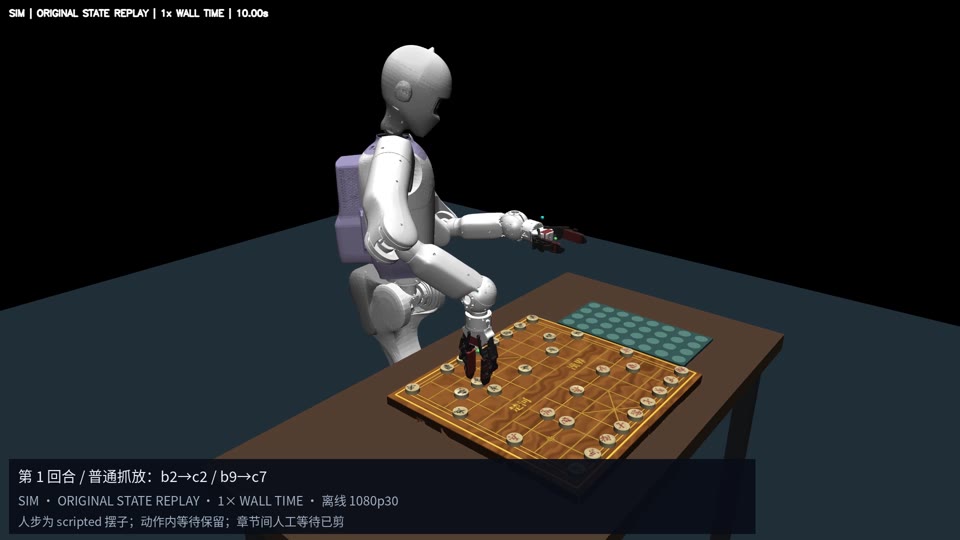 SIM | ORIGINAL STATE REPLAY | 1x WALL TIME | 10.00s
楚河
第 1 回合 / 普通抓放：b2→c2 / b9→c7
SIM · ORIGINAL STATE REPLAY · 1× WALL TIME · 离线 1080p30
人步为 scripted 摆子；动作内等待保留；章节间人工等待已剪